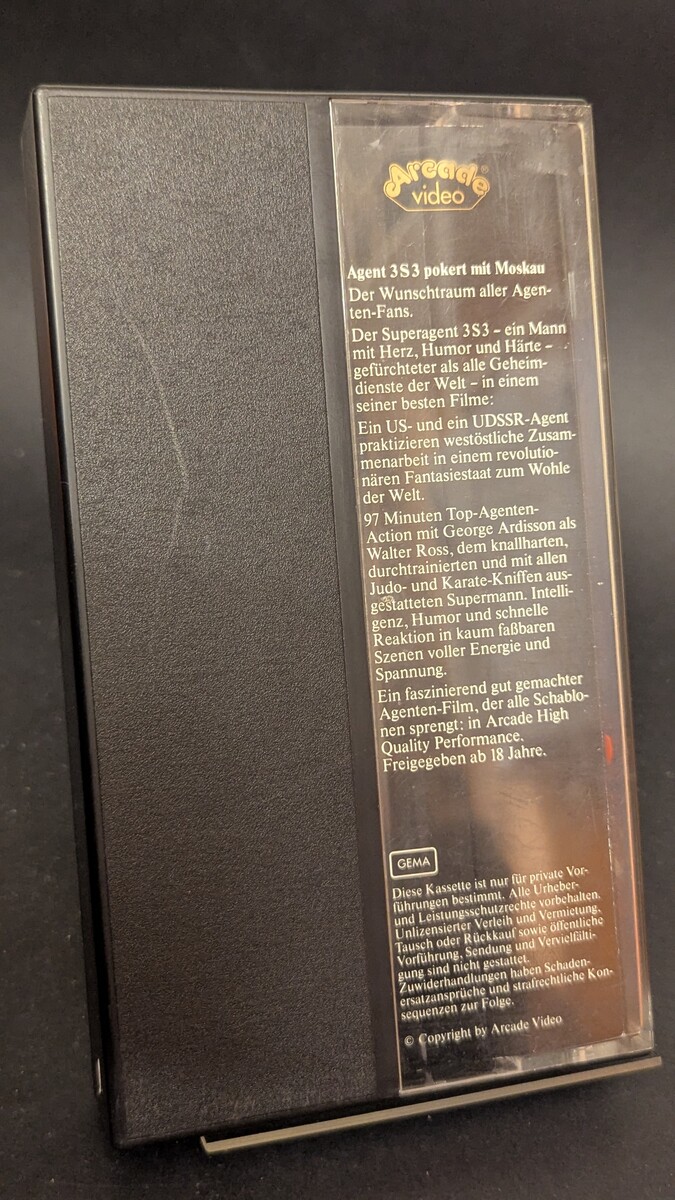 Arcade®
video
Agent 3S3 pokert mit Moskau
Der Wunschtraum aller Agen-
ten-Fans.
Der Superagent 3S3 – ein Mann
mit Herz, Humor und Härte –
gefürchteter als alle Geheim-
dienste der Welt – in einem
seiner besten Filme:
Ein US- und ein UDSSR-Agent
praktizieren westöstliche Zusam-
menarbeit in einem revolutio-
nären Fantasiestaat zum Wohle
der Welt.
97 Minuten Top-Agenten-
Action mit George Ardisson als
Walter Ross, dem knallharten,
durchtrainierten und mit allen
Judo- und Karate-Kniffen aus-
gestatteten Supermann. Intelli-
genz, Humor und schnelle
Reaktion in kaum faßbaren
Szenen voller Energie und
Spannung.
Ein faszinierend gut gemachter
Agenten-Film, der alle Schablo-
nen sprengt: in Arcade High
Quality Performance.
Freigegeben ab 18 Jahre.
GEMA
Diese Kassette ist nur für private Vor-
führungen bestimmt. Alle Urheber-
und Leistungsschutzrechte vorbehalten.
Unlizensierter Verleih und Vermietung,
Tausch oder Rückkauf sowie öffentliche
Vorführung, Sendung und Vervielfälti-
gung sind nicht gestattet.
Zuwiderhandlungen haben Schaden-
ersatzansprüche und strafrechtliche Kon-
sequenzen zur Folge.
© Copyright by Arcade Video